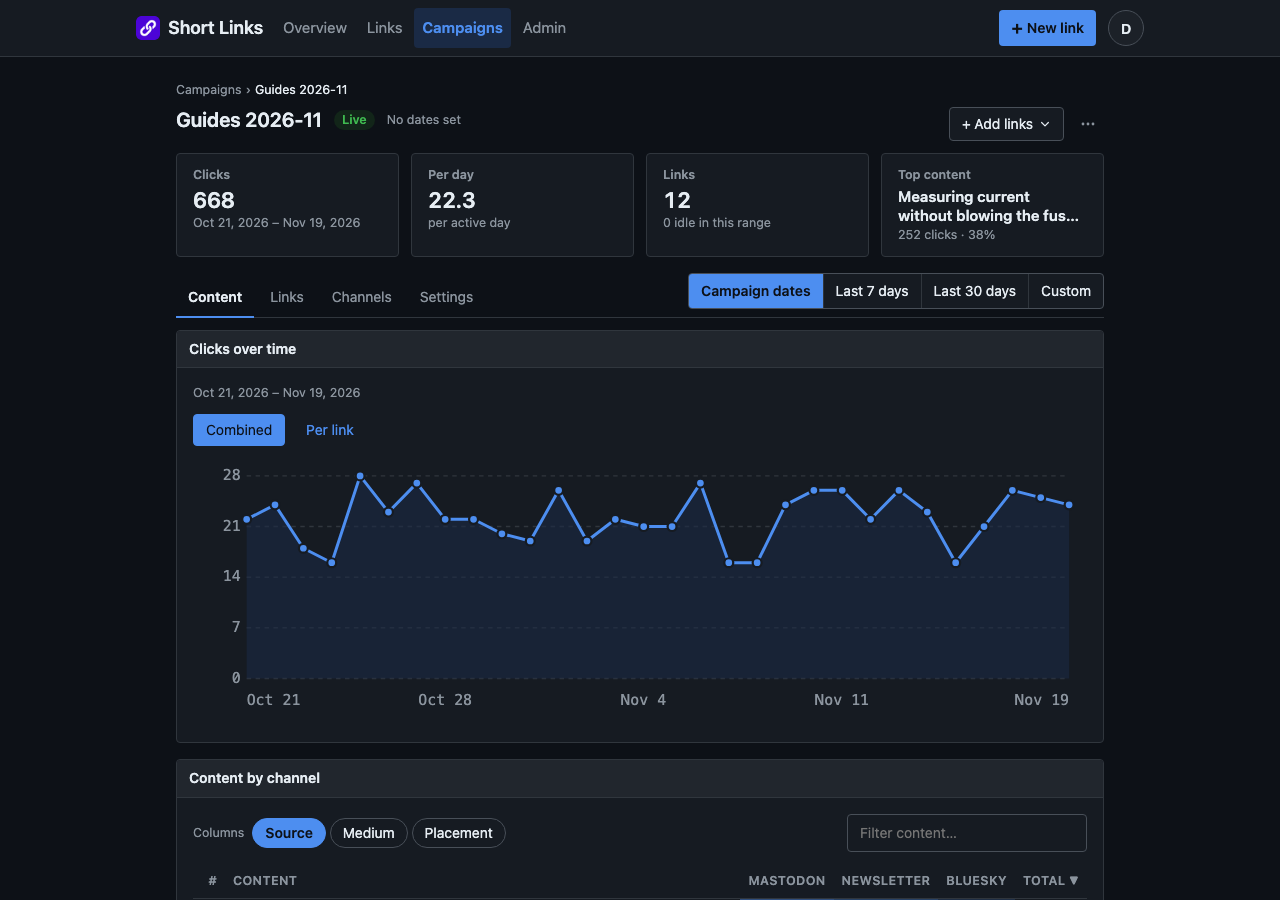 Short Links Overview Links Campaigns Admin + New link D
Campaigns › Guides 2026-11
Guides 2026-11 Live No dates set + Add links ···
Clicks
668
Oct 21, 2026 – Nov 19, 2026
Per day
22.3
per active day
Links
12
0 idle in this range
Top content
Measuring current
without blowing the fus...
252 clicks · 38%
Content Links Channels Settings Campaign dates Last 7 days Last 30 days Custom
Clicks over time
Oct 21, 2026 – Nov 19, 2026
Combined Per link
28
21
14
7
0
Oct 21 Oct 28 Nov 4 Nov 11 Nov 19
Content by channel
Columns Source Medium Placement Filter content...
# CONTENT MASTODON NEWSLETTER BLUESKY TOTAL ▼